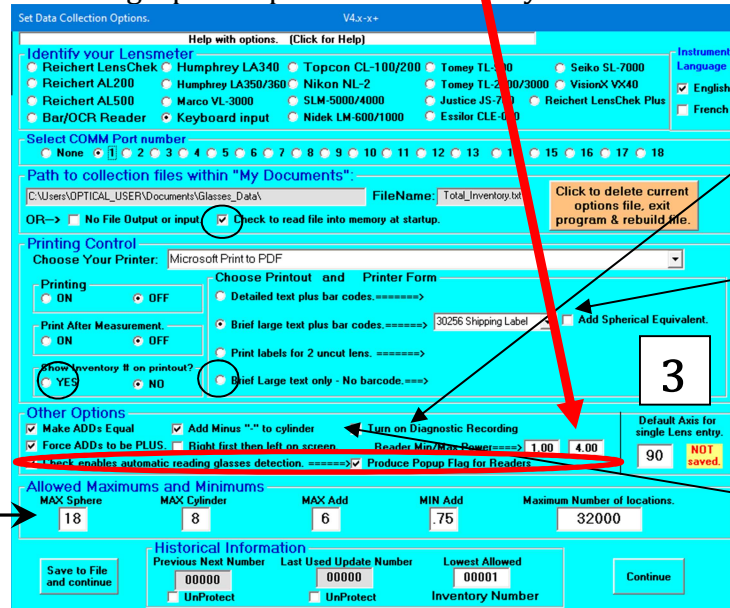 Set Data Collection Options. V4.x-x+
Help with options. (Click for Help)
Identify your Lensmeter
Instrument Language
Reichert LensChek Humphrey LA340 Topcon CL-100/200 Seiko SL-7000
Reichert AL200 Humphrey LA350/360 Nikon NL-2 VisionX VX40
Reichert AL500 Marco VL-3000 SLM-5000/4000 Reichert LensChek Plus
Bar/OCR Reader Keyboard input Nidek LM-600/1000
English
French
Select COMM Port number
None 1 2 3 4 5 6 7 8 9 10 11 12 13 15 16 17 18
Path to collection files within "My Documents":
C:\Users\OPTICAL_USER\Documents\Glasses_Data\ FileName: Total_Inventory.txt
OR--> No File Output or input. Check to read file into memory at startup.
Click to delete current
options file, exit
program & rebuild file.
Printing Control
Choose Your Printer: Microsoft Print to PDF
Printing
ON OFF
Print After Measurement.
ON OFF
Show Inventory # on printout?
YES NO
Choose Printout and Printer Form
Detailed text plus bar codes.=======>
Brief large text plus bar codes.======> 30256 Shipping Label Add Spherical Equivalent.
Print labels for 2 uncut lens. =======>
Brief Large text only - No barcode.===>
3
Other Options
Make ADDs Equal Add Minus "-" to cylinder Turn on Diagnostic Recording
Force ADDs to be PLUS. Right first then left on screen. Reader Min/Max Power====> 1.00 4.00
Check enables automatic reading glasses detection. ======> Produce Popup Flag for Readers
Default Axis for
single Lens entry.
90 NOT saved.
Allowed Maximums and Minimums
MAX Sphere MAX Cylinder MAX Add MIN Add Maximum Number of locations.
18 8 6 .75 32000
Save to File
and continue
Historical Information
Previous Next Number Last Used Update Number Lowest Allowed
00000 00000 00001
UnProtect UnProtect Inventory Number
Continue